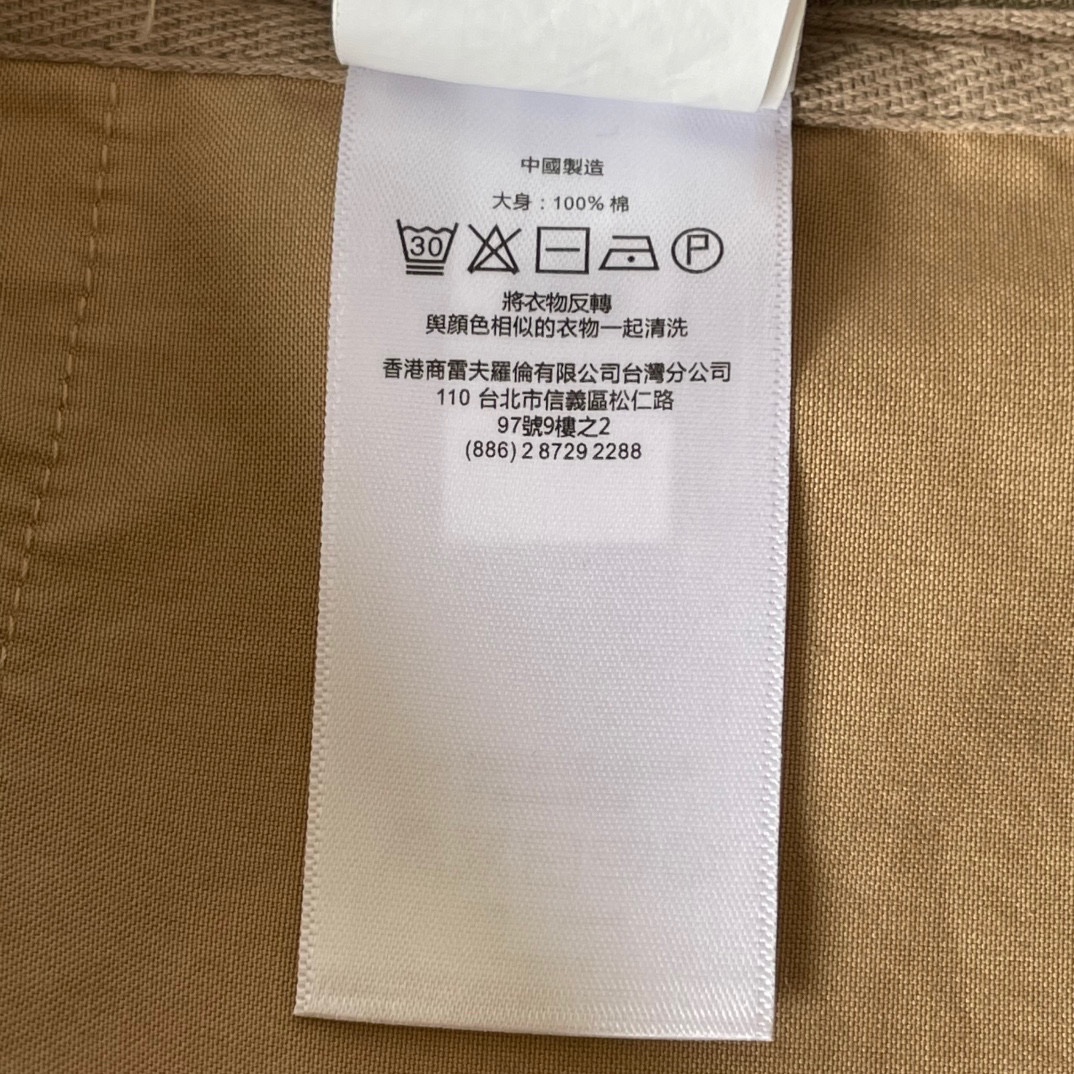 中國製造
大身：100% 棉
30
P
將衣物反轉
與顏色相似的衣物一起清洗
香港商雷夫羅倫有限公司台灣分公司
110 台北市信義區松仁路
97號9樓之2
(886) 2 8729 2288